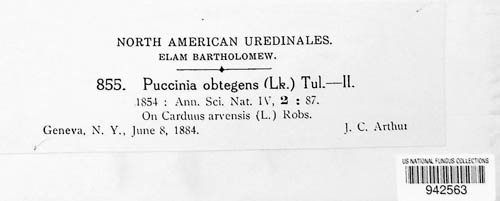 NORTH AMERICAN UREDINALES.
ELAM BARTHOLOMEW.
855. Puccinia obtegens (Lk.) Tul.—II.
1854 : Ann. Sci. Nat. IV, 2 : 87.
On Carduus arvensis (L.) Robs.
Geneva, N. Y., June 8, 1884. J. C. Arthur
US NATIONAL FUNGUS COLLECTIONS
942563